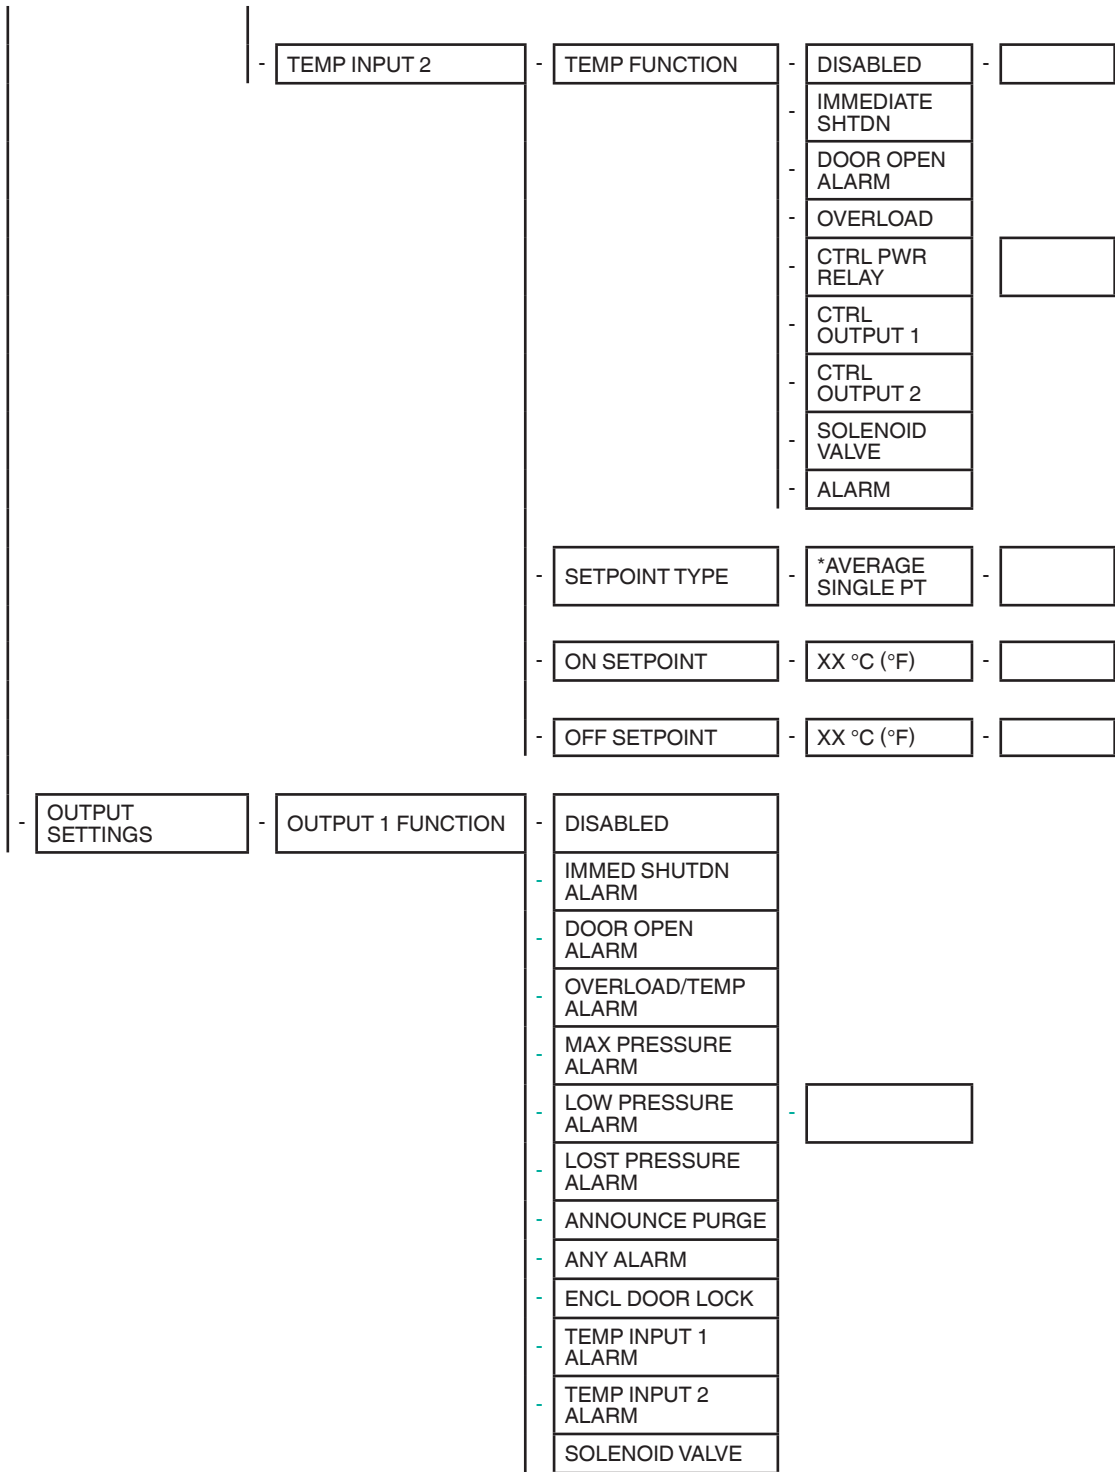 - TEMP INPUT 2 - TEMP FUNCTION - DISABLED -
- IMMEDIATE
SHTDN
- DOOR OPEN
ALARM
- OVERLOAD
- CTRL PWR
RELAY
- CTRL
OUTPUT 1
- CTRL
OUTPUT 2
- SOLENOID
VALVE
- ALARM
- SETPOINT TYPE - *AVERAGE
SINGLE PT -
- ON SETPOINT - XX °C (°F) -
- OFF SETPOINT - XX °C (°F) -
- OUTPUT
SETTINGS - OUTPUT 1 FUNCTION - DISABLED
- IMMED SHUTDN
ALARM
- DOOR OPEN
ALARM
- OVERLOAD/TEMP
ALARM
- MAX PRESSURE
ALARM
- LOW PRESSURE
ALARM -
- LOST PRESSURE
ALARM
- ANNOUNCE PURGE
- ANY ALARM
- ENCL DOOR LOCK
- TEMP INPUT 1
ALARM
- TEMP INPUT 2
ALARM
SOLENOID VALVE